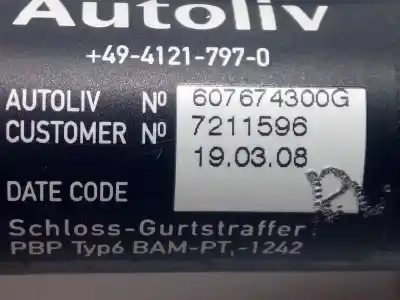 Autoliv
+49-4121-797-0
AUTOLIV Nº 607674300G
CUSTOMER Nº 7211596
19.03.08
DATE CODE
Schloss-Gurtstraffer
PBP Typ6 BAM-PT₁-1242